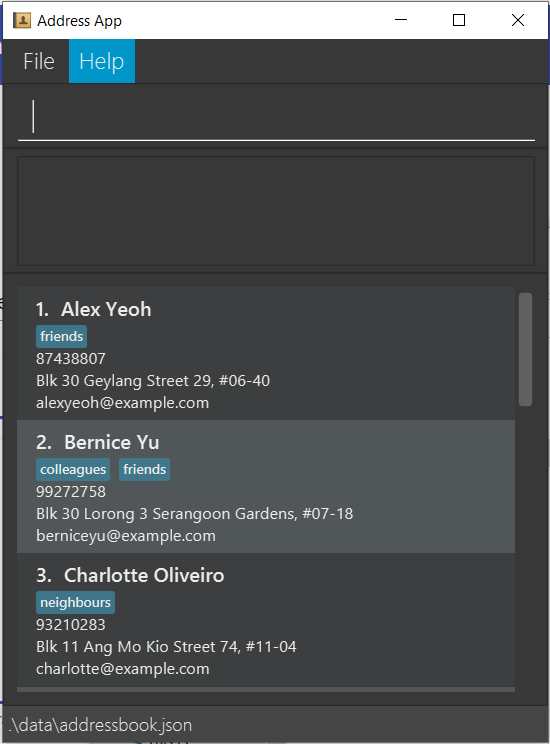 Address App
File Help
1. Alex Yeoh
friends
87438807
Blk 30 Geylang Street 29, #06-40
alexyeoh@example.com
2. Bernice Yu
colleagues friends
99272758
Blk 30 Lorong 3 Serangoon Gardens, #07-18
berniceyu@example.com
3. Charlotte Oliveiro
neighbours
93210283
Blk 11 Ang Mo Kio Street 74, #11-04
charlotte@example.com
.\data\addressbook.json